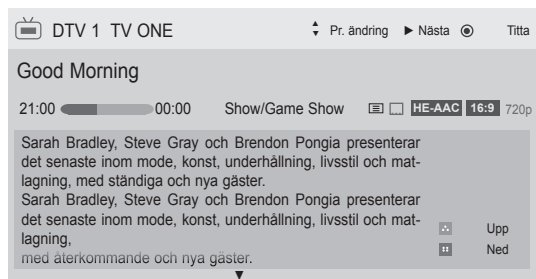 DTV 1 TV ONE Pr. ändring Nästa Titta
Good Morning
21:00 00:00 Show/Game Show HE-AAC 16:9 720p
Sarah Bradley, Steve Gray och Brendon Pongia presenterar
det senaste inom mode, konst, underhållning, livsstil och mat-
lagning, med ständiga och nya gäster.
Sarah Bradley, Steve Gray och Brendon Pongia presenterar
det senaste inom mode, konst, underhållning, livsstil och mat-
lagning,
med återkommande och nya gäster.
Upp
Ned